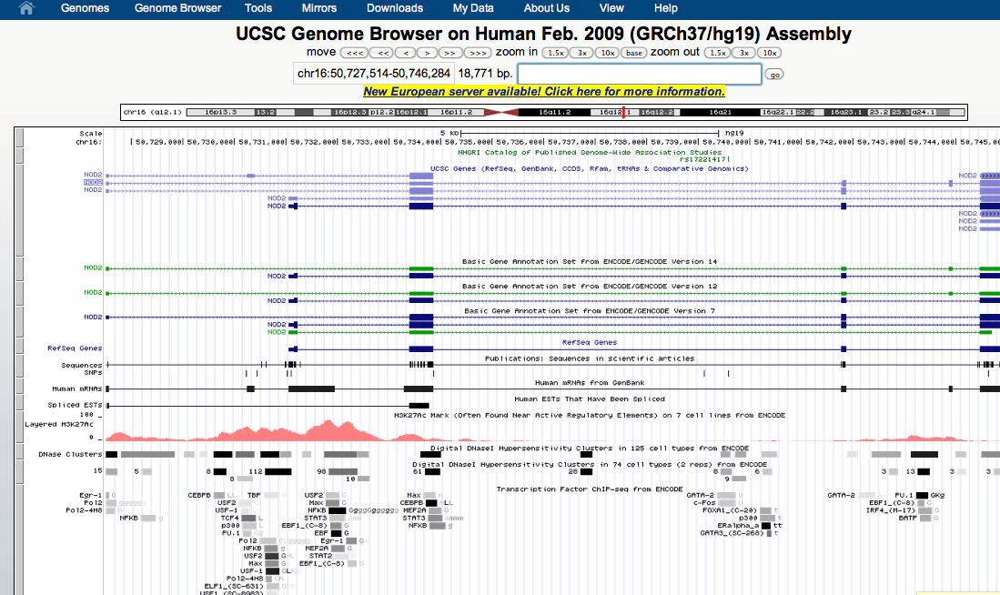 Genomes Genome Browser Tools Mirrors Downloads My Data About Us View Help
UCSC Genome Browser on Human Feb. 2009 (GRCh37/hg19) Assembly
move <<< << < > >> >>> zoom in 1.5x 3x 10x base zoom out 1.5x 3x 10x
chr16:50,727,514-50,746,284 18,771 bp. go
New European server available! Click here for more information.
chr16 (q12.1) 16p13.3 13.2 16p12.3 p12.2 16p12.1 16p11.2 16q11.2 16q12 1 16q12.2 16q21 16q22.1 22.2 16q23.1 23.2 23.3 q24.1
Scale 5 kb hg19
chr16: 50,729,000 50,730,000 50,731,000 50,732,000 50,733,000 50,734,000 50,735,000 50,736,000 50,737,000 50,738,000 50,739,000 50,740,000 50,741,000 50,742,000 50,743,000 50,744,000 50,745,00
NHGRI Catalog of Published Genome-Wide Association Studies
rs17221417
UCSC Genes (RefSeq, GenBank, CCDS, Rfam, tRNAs & Comparative Genomics)
NOD2 NOD2
NOD2
NOD2
NOD2
NOD2
NOD2
NOD2
NOD2
Basic Gene Annotation Set from ENCODE/GENCODE Version 14
NOD2
NOD2
Basic Gene Annotation Set from ENCODE/GENCODE Version 12
NOD2
NOD2
Basic Gene Annotation Set from ENCODE/GENCODE Version 7
NOD2
NOD2
NOD2
RefSeq Genes
RefSeq Genes
Publications: Sequences in scientific articles
Sequences
SNPs
Human mRNAs from GenBank
Human mRNAs
Human ESTs That Have Been Spliced
Spliced ESTs
H3K27Ac Mark (Often Found Near Active Regulatory Elements) on 7 cell lines from ENCODE
100
Layered H3K27Ac
0
Digital DNaseI Hypersensitivity Clusters in 125 cell types from ENCODE
DNase Clusters
Digital DNaseI Hypersensitivity Clusters in 74 cell types (2 reps) from ENCODE
15 5 8 112 98 61 28 8 6 3 13 3 3
8 10 9
Transcription Factor ChIP-seq from ENCODE
Egr-1 G CEBPB LL TBP USF2 G Max h GATA-2 U GATA-2 PU.1 GKg
Pol2 gggggg USF2 Max G CEBPB HLL c-Fos EBF1_(C-8) G
Pol2-4H8 h USF-1 NFKB GgggGgggggg MEF2A G FOXA1_(C-20) t IRF4_(M-17) G
NFKB g TCF4 L STAT3 STAT3 mmmm p300 t BATF G
p300 L EBF1_(C-8) G NFKB G ERalpha_a tt
PU.1 Gg EBF G GATA3_(SC-268) t
Pol2 Egr-1 G
NFKB g MEF2A G
USF2 STAT2
Max EBF1_(C-8) G
USF-1
Pol2-4H8
ELF1_(SC-631)
USF1_(SC-8983)